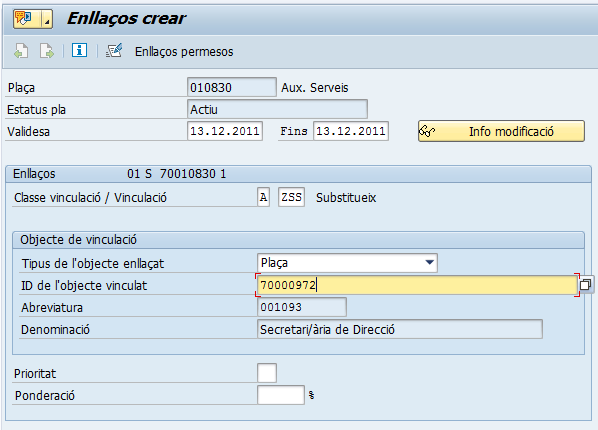 Enllaços crear
Enllaços permesos
Plaça 010830 Aux. Serveis
Estatus pla Actiu
Validesa 13.12.2011 Fins 13.12.2011 Info modificació
Enllaços 01 S 70010830 1
Classe vinculació / Vinculació A ZSS Substitueix
Objecte de vinculació
Tipus de l'objecte enllaçat Plaça
ID de l'objecte vinculat 70000972
Abreviatura 001093
Denominació Secretari/ària de Direcció
Prioritat
Ponderació %